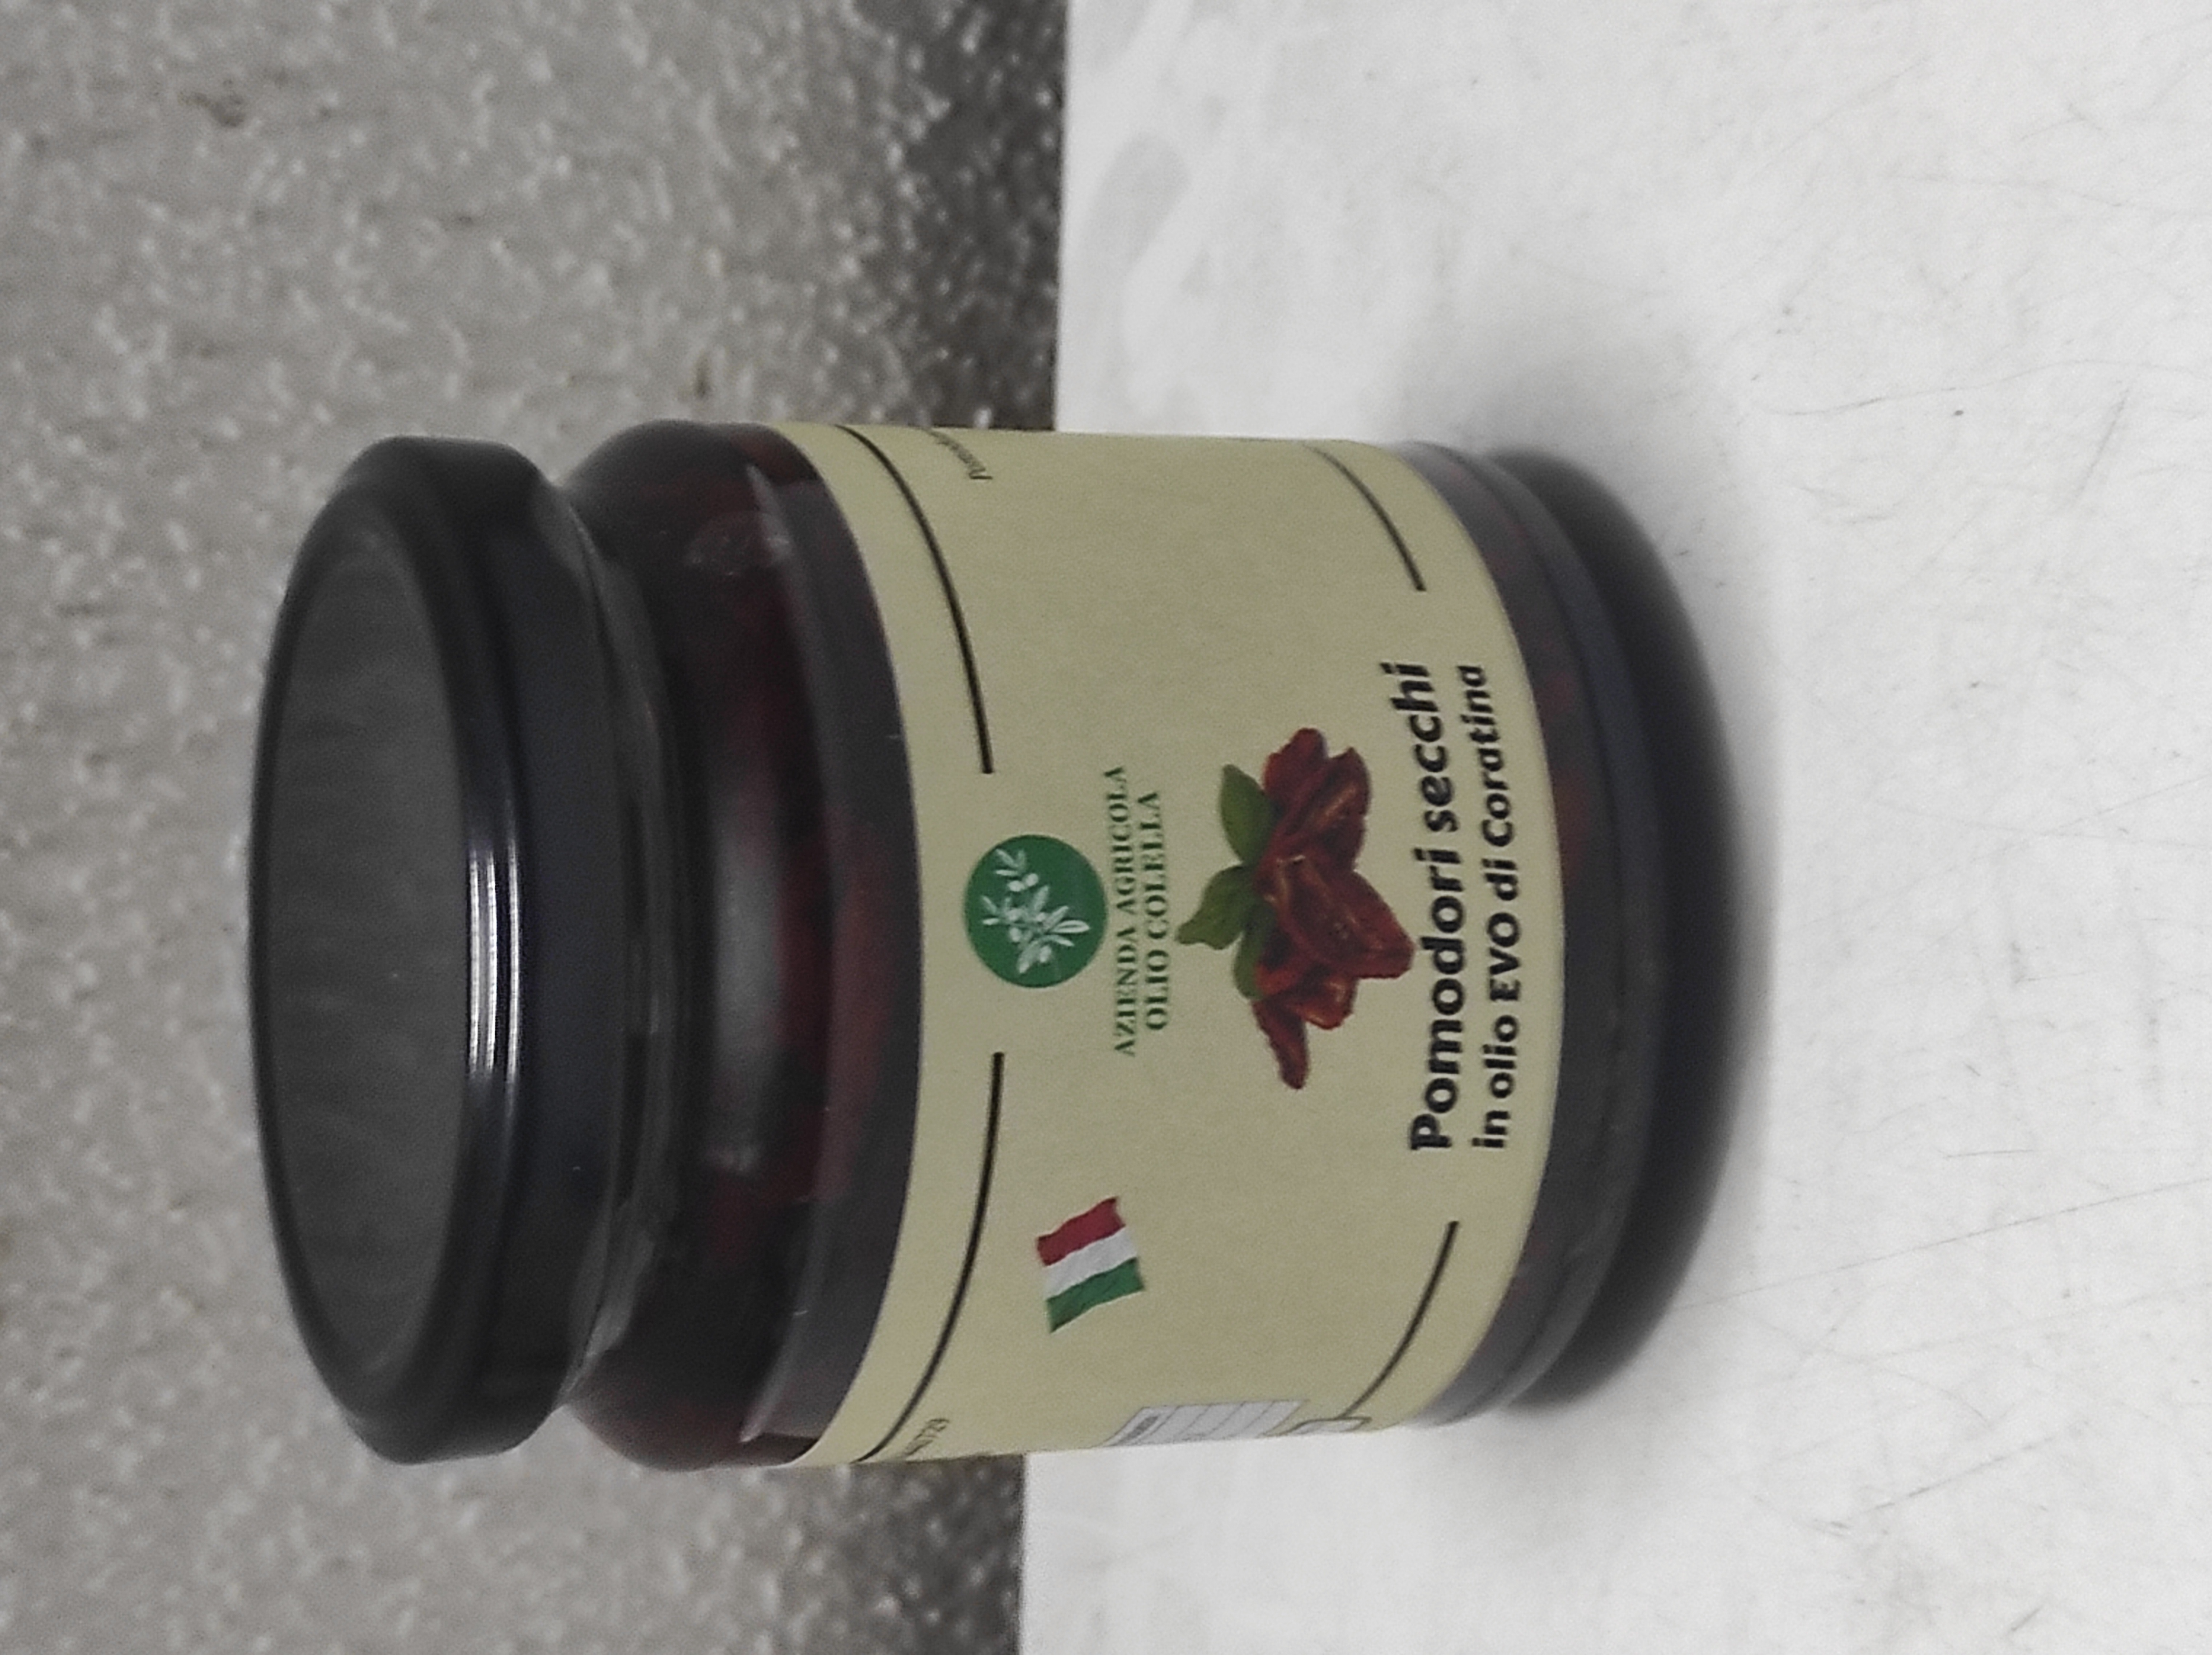 AZIENDA AGRICOLA
OLIO COLELLA
Pomodori secchi
in olio EVO di Coratina